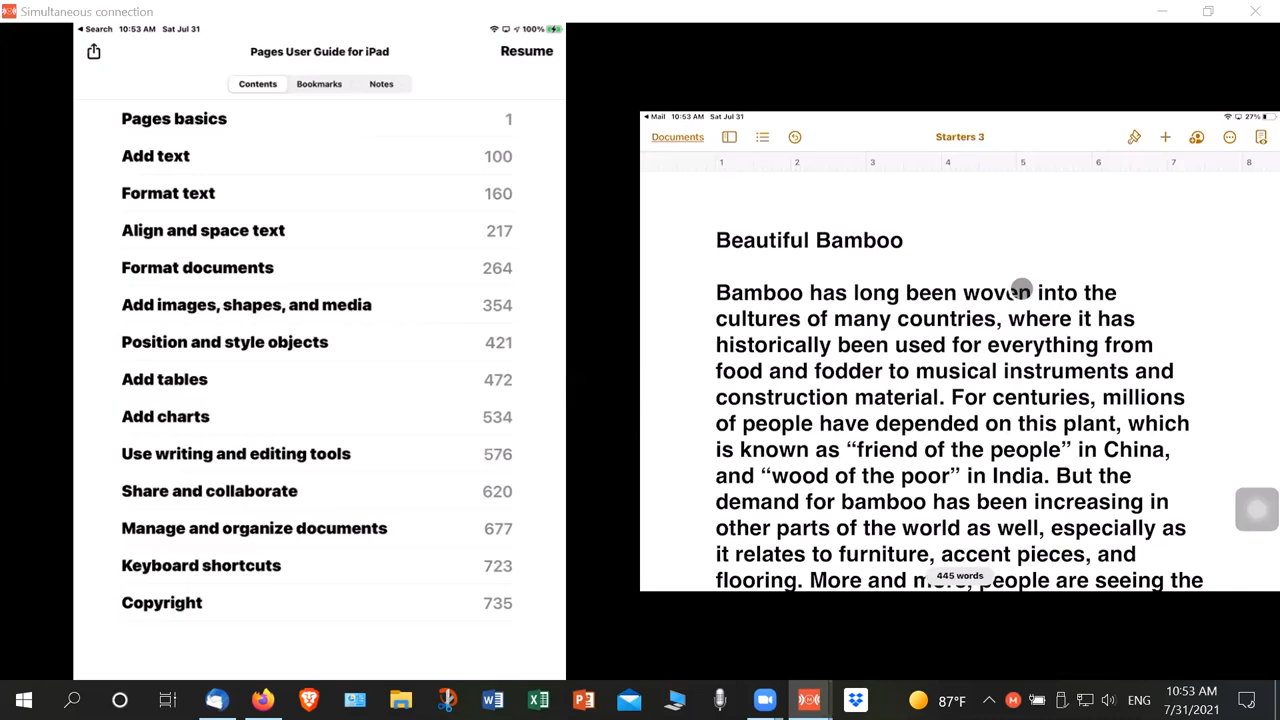 Simultaneous connection
Search 10:53 AM Sat Jul 31
100%
Pages User Guide for iPad
Resume
Contents
Bookmarks
Notes
Pages basics 1
Add text 100
Format text 160
Align and space text 217
Format documents 264
Add images, shapes, and media 354
Position and style objects 421
Add tables 472
Add charts 534
Use writing and editing tools 576
Share and collaborate 620
Manage and organize documents 677
Keyboard shortcuts 723
Copyright 735
Mail 10:53 AM Sat Jul 31
27%
Documents
Starters 3
1 2 3 4 5 6 7 8
Beautiful Bamboo
Bamboo has long been woven into the
cultures of many countries, where it has
historically been used for everything from
food and fodder to musical instruments and
construction material. For centuries, millions
of people have depended on this plant, which
is known as “friend of the people” in China,
and “wood of the poor” in India. But the
demand for bamboo has been increasing in
other parts of the world as well, especially as
it relates to furniture, accent pieces, and
flooring. More and more, people are seeing the
445 words
87°F
ENG
10:53 AM
7/31/2021